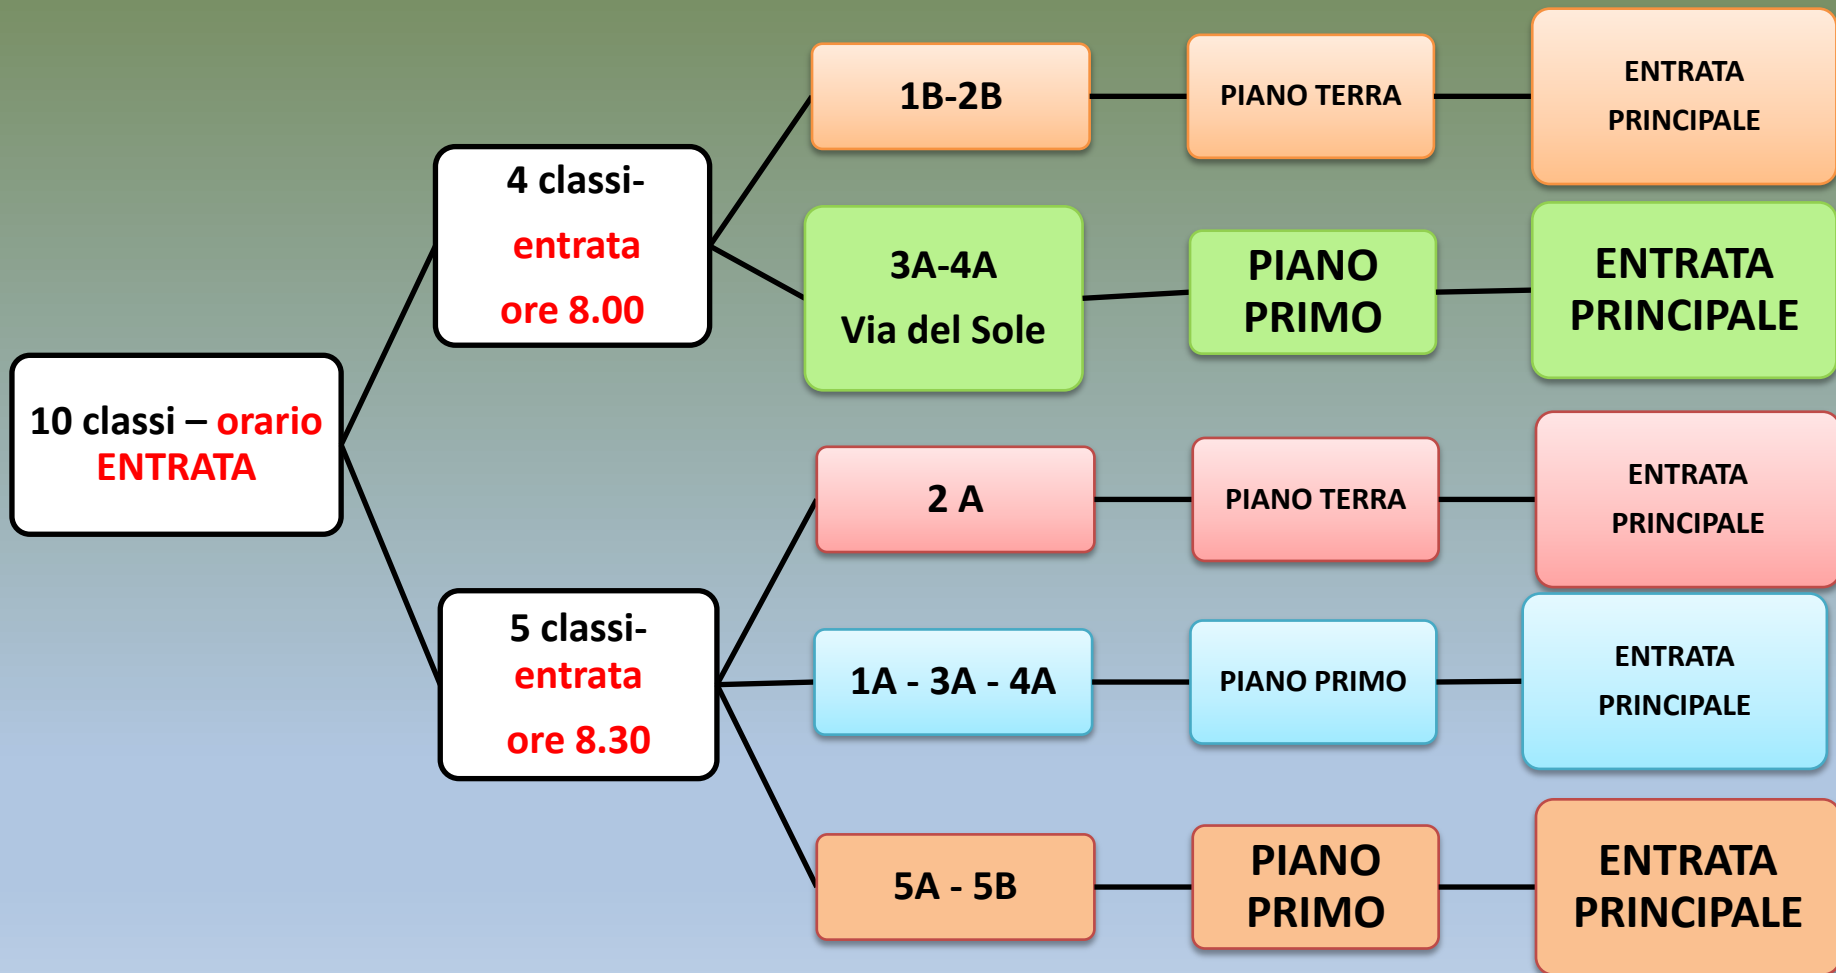 10 classi – orario
ENTRATA
4 classi-
entrata
ore 8.00
1B-2B
PIANO TERRA
ENTRATA
PRINCIPALE
3A-4A
Via del Sole
PIANO
PRIMO
ENTRATA
PRINCIPALE
5 classi-
entrata
ore 8.30
2 A
PIANO TERRA
ENTRATA
PRINCIPALE
1A - 3A - 4A
PIANO PRIMO
ENTRATA
PRINCIPALE
5A - 5B
PIANO
PRIMO
ENTRATA
PRINCIPALE